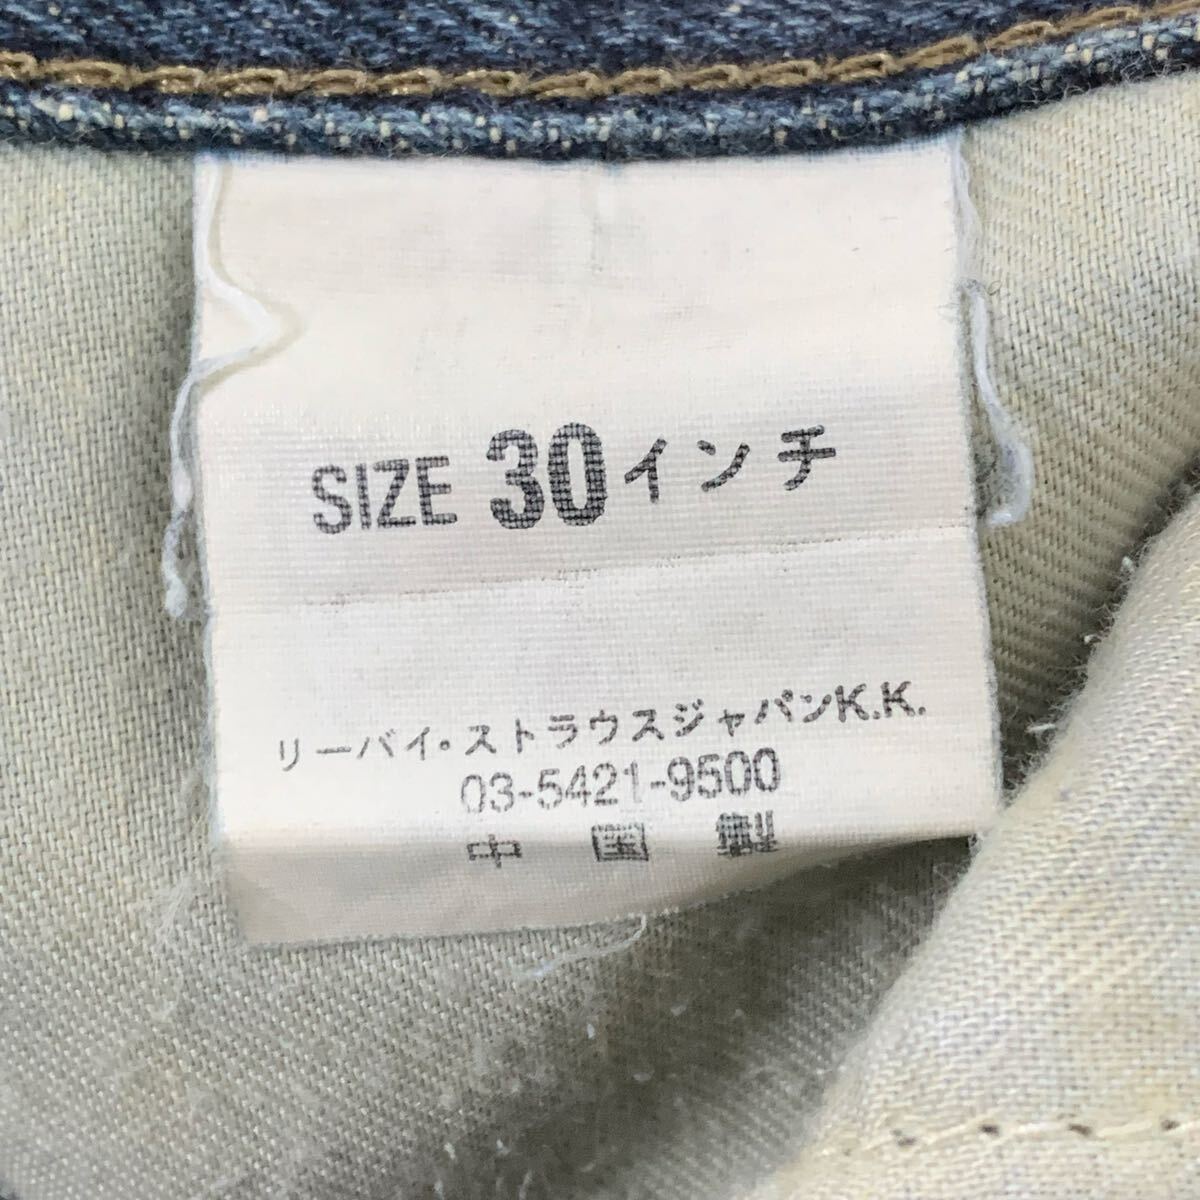 SIZE 30インチ
リーバイ・ストラウスジャパンK.K.
03-5421-9500
中国製